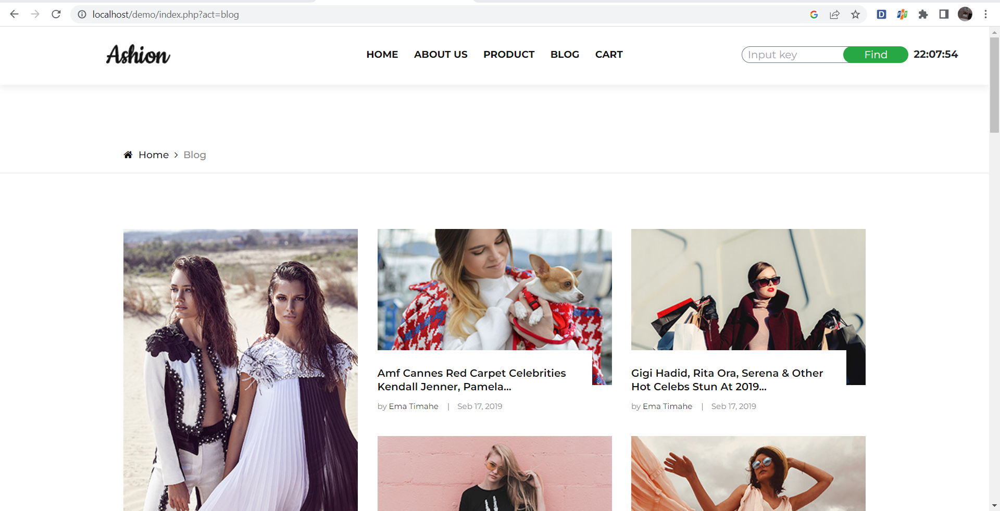 localhost/demo/index.php?act=blog
Ashion
HOME ABOUT US PRODUCT BLOG CART
Input key Find 22:07:54
Home > Blog
Amf Cannes Red Carpet Celebrities
Kendall Jenner, Pamela...
by Ema Timahe | Seb 17, 2019
Gigi Hadid, Rita Ora, Serena & Other
Hot Celebs Stun At 2019...
by Ema Timahe | Seb 17, 2019